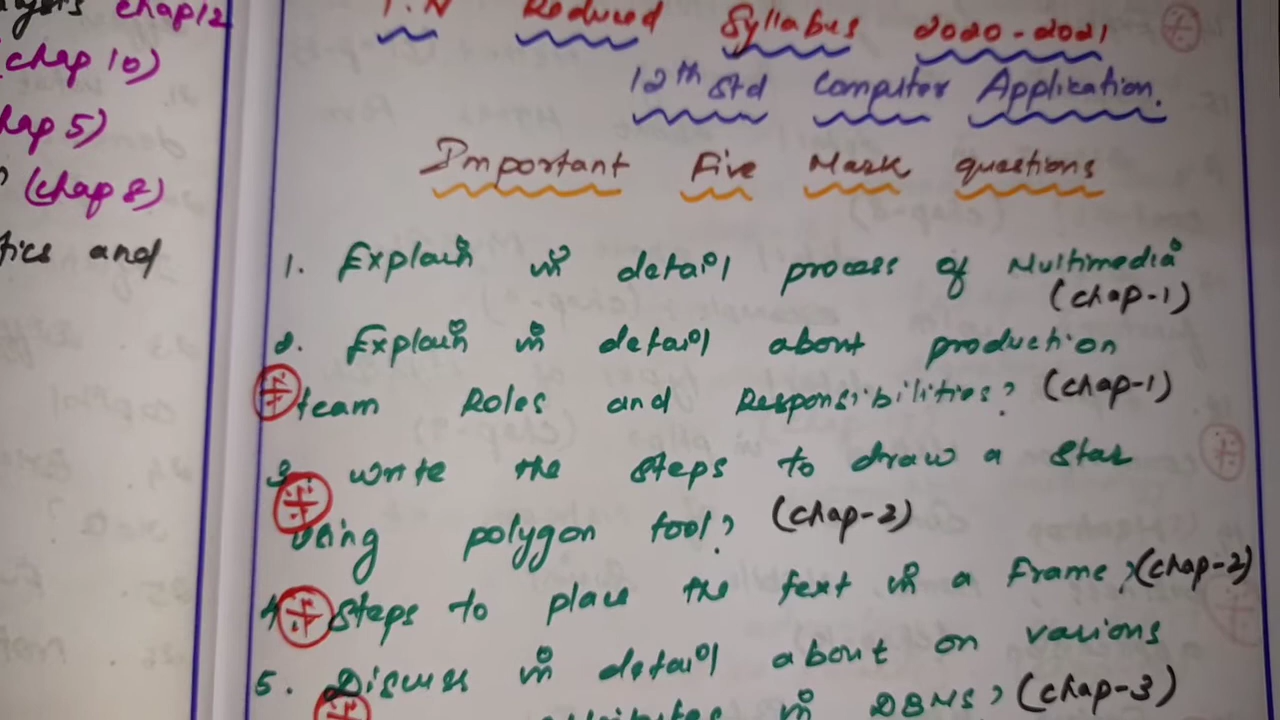 chap12
(chap 10)
chap 5)
? (chap 8)
and
T.N Reduced Syllabus 2020-2021
12th Std Computer Application.
Important Five Mark questions
1. Explain in detail process of Multimedia
(chap-1)
2. Explain in detail about production
team Roles and Responsibilities? (chap-1)
3. write the steps to draw a star
using polygon tool? (chap-2)
4. Steps to place the text in a Frame? (chap-2)
5. Discuss in detail about on various
attributes in DBMS? (chap-3)